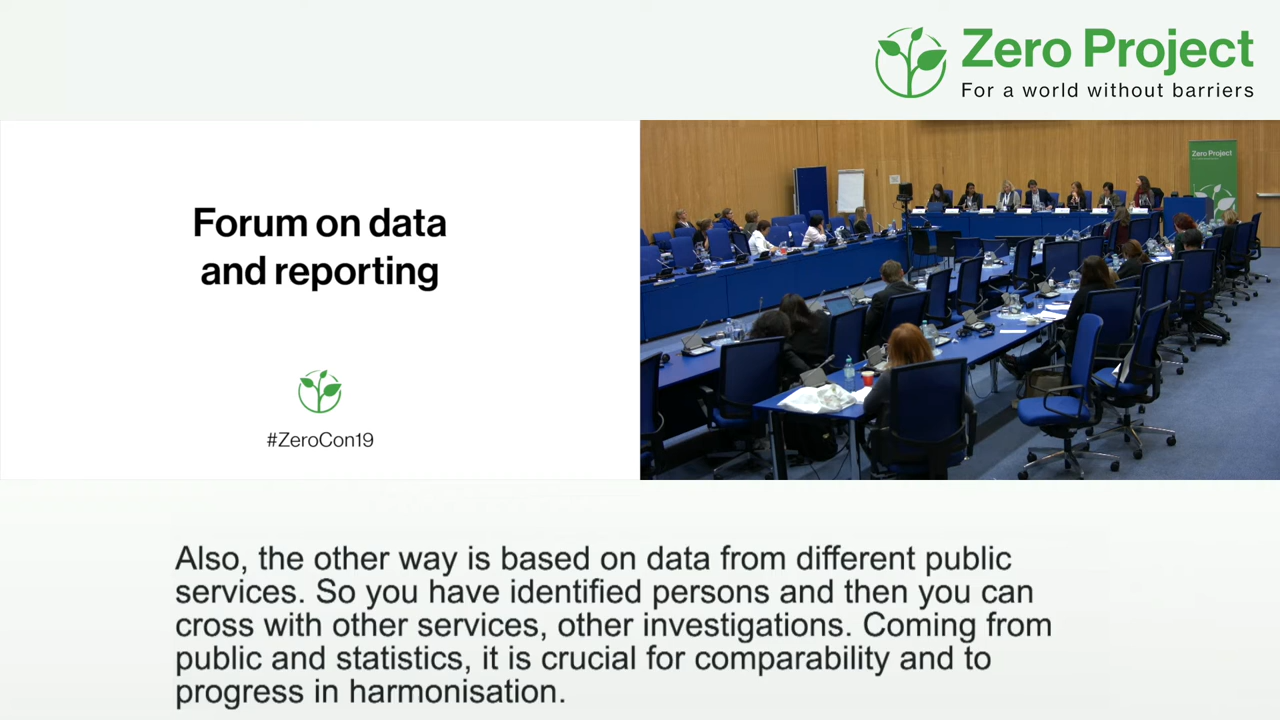 Zero Project
For a world without barriers
Forum on data
and reporting
#ZeroCon19
Zero Project
Also, the other way is based on data from different public
services. So you have identified persons and then you can
cross with other services, other investigations. Coming from
public and statistics, it is crucial for comparability and to
progress in harmonisation.